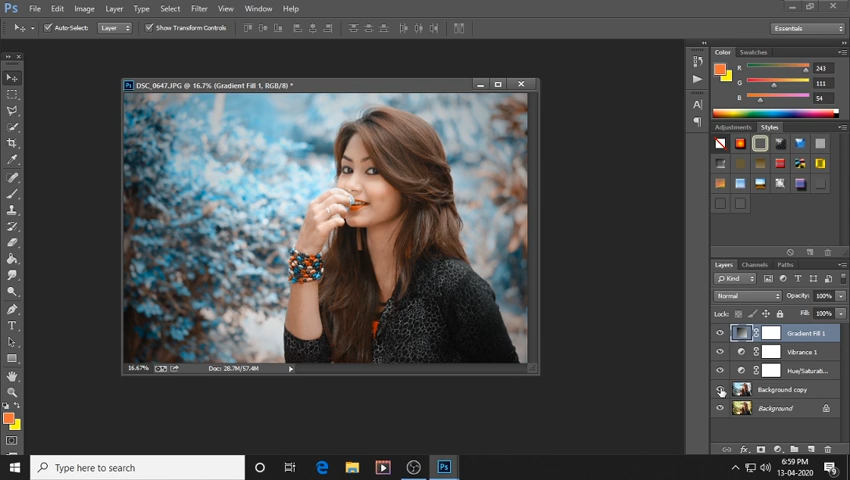 Ps File Edit Image Layer Type Select Filter View Window Help
Auto-Select: Layer Show Transform Controls Essentials
DSC_0647.JPG @ 16.7% (Gradient Fill 1, RGB/8) *
Color Swatches
R 243
G 111
B 54
Adjustments Styles
Layers Channels Paths
Kind
Normal Opacity: 100%
Lock: Fill: 100%
Gradient Fill 1
Vibrance 1
Hue/Saturati...
Background copy
Background
16.67% Doc: 28.7M/57.4M
Type here to search
6:59 PM
13-04-2020